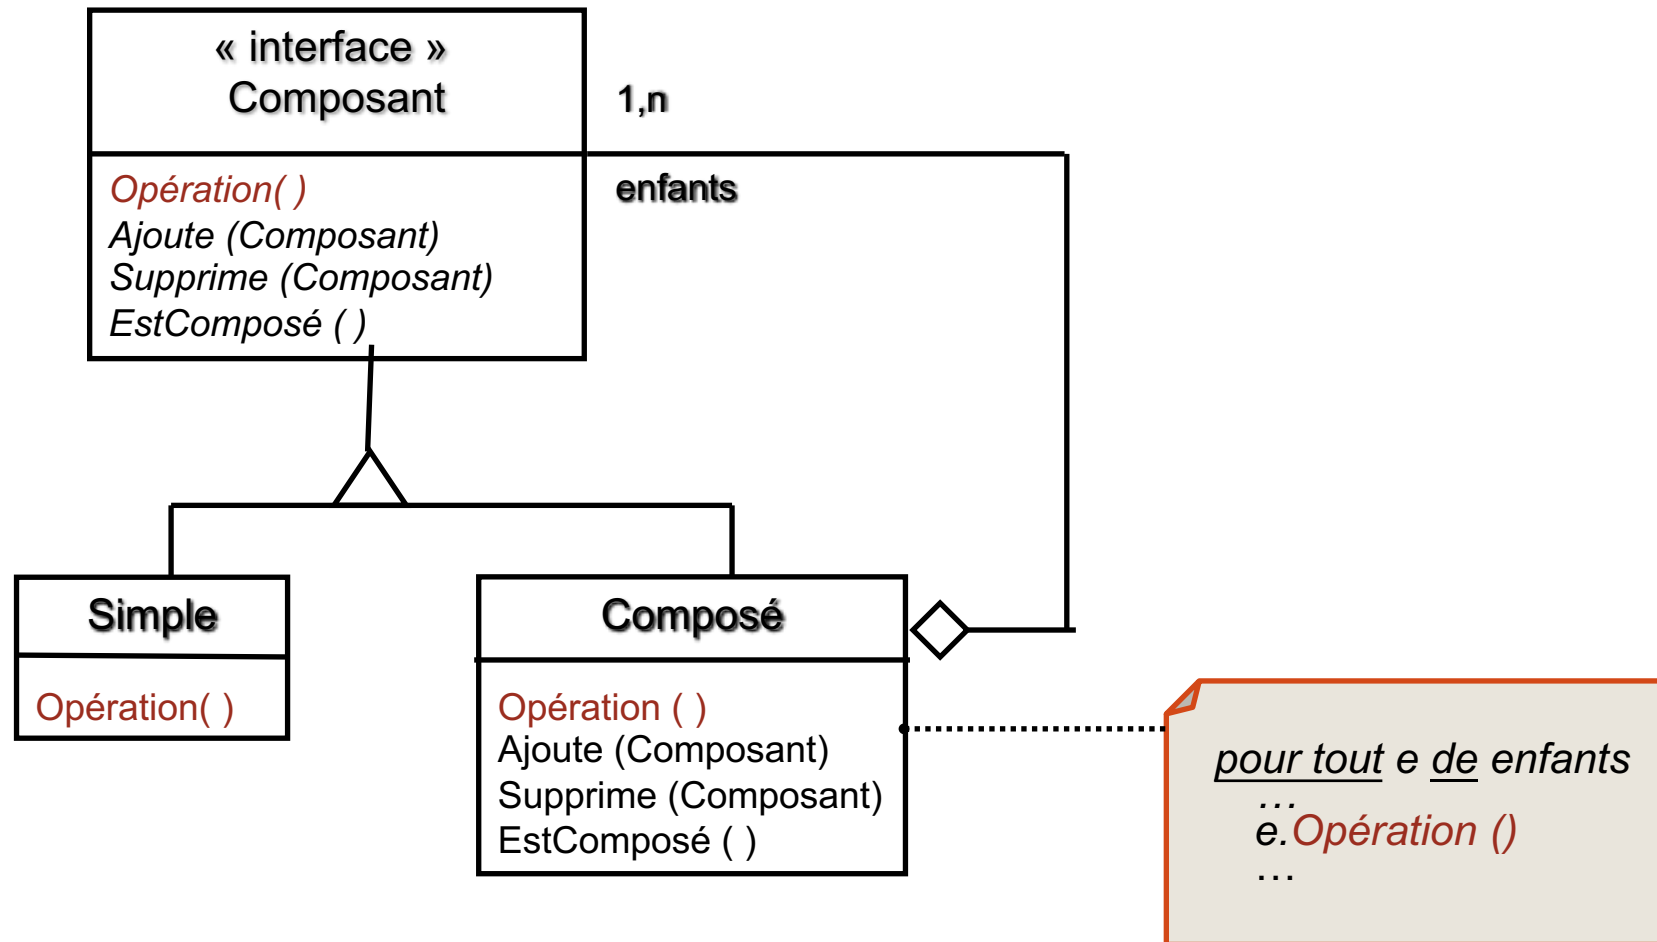 « interface »
Composant
1,n
enfants
Opération( )
Ajoute (Composant)
Supprime (Composant)
EstComposé ( )
Simple
Opération( )
Composé
Opération ( )
Ajoute (Composant)
Supprime (Composant)
EstComposé ( )
pour tout e de enfants
…
e.Opération ()
…